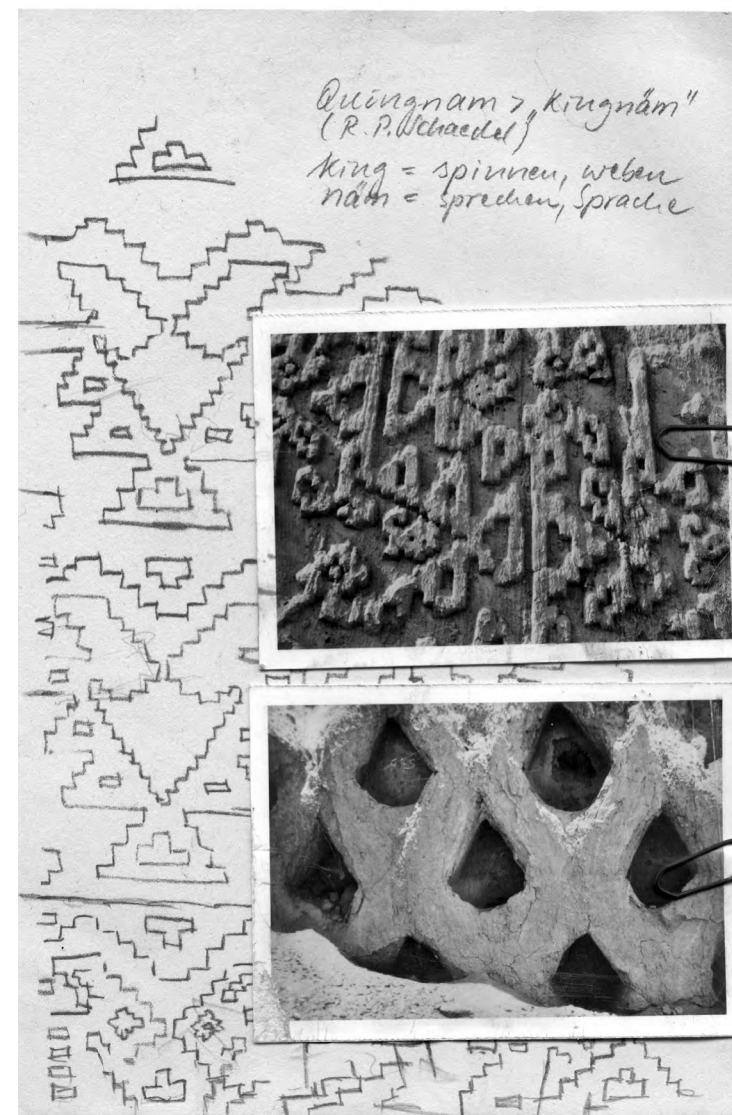 Quingnam > „Kingnäm"
(R. P. Schaedel)
king = spinnen, weben
näm = sprechen, Sprache